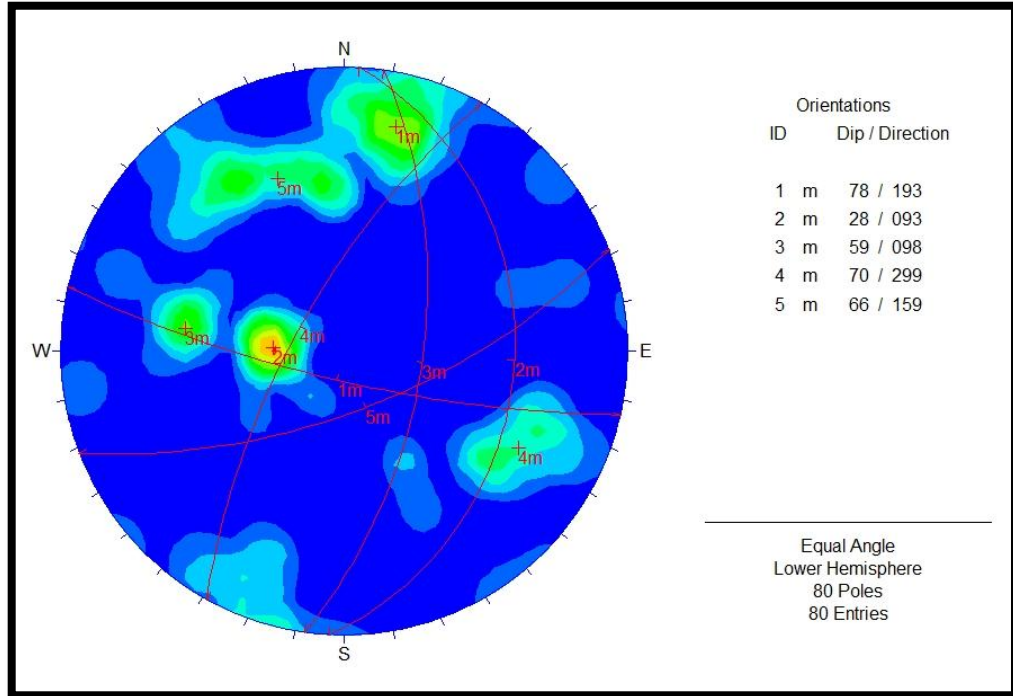 N
1m
5m
3m
4m
2m
W
E
3m
2m
1m
5m
4m
S
Orientations
ID Dip / Direction
1 m 78 / 193
2 m 28 / 093
3 m 59 / 098
4 m 70 / 299
5 m 66 / 159
Equal Angle
Lower Hemisphere
80 Poles
80 Entries